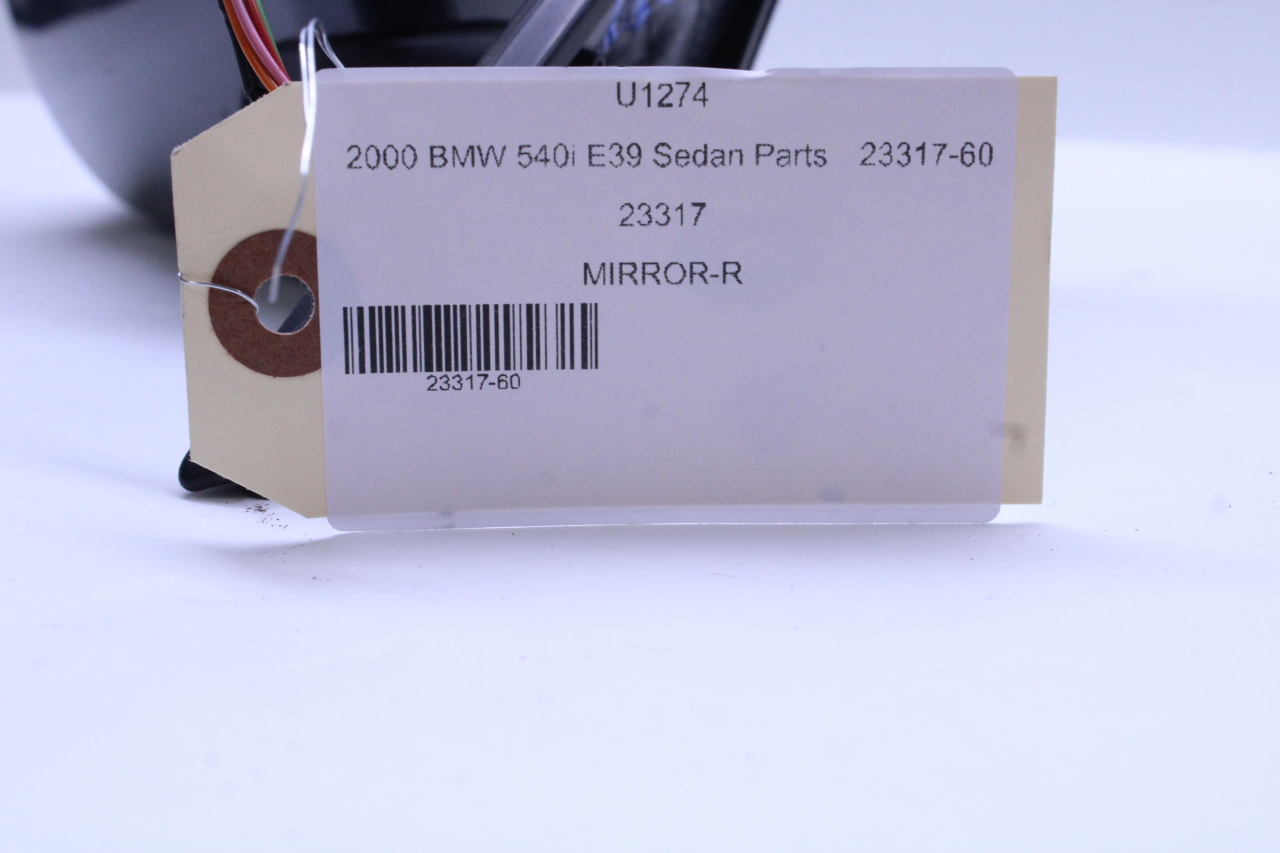 U1274
2000 BMW 540i E39 Sedan Parts 23317-60
23317
MIRROR-R
23317-60